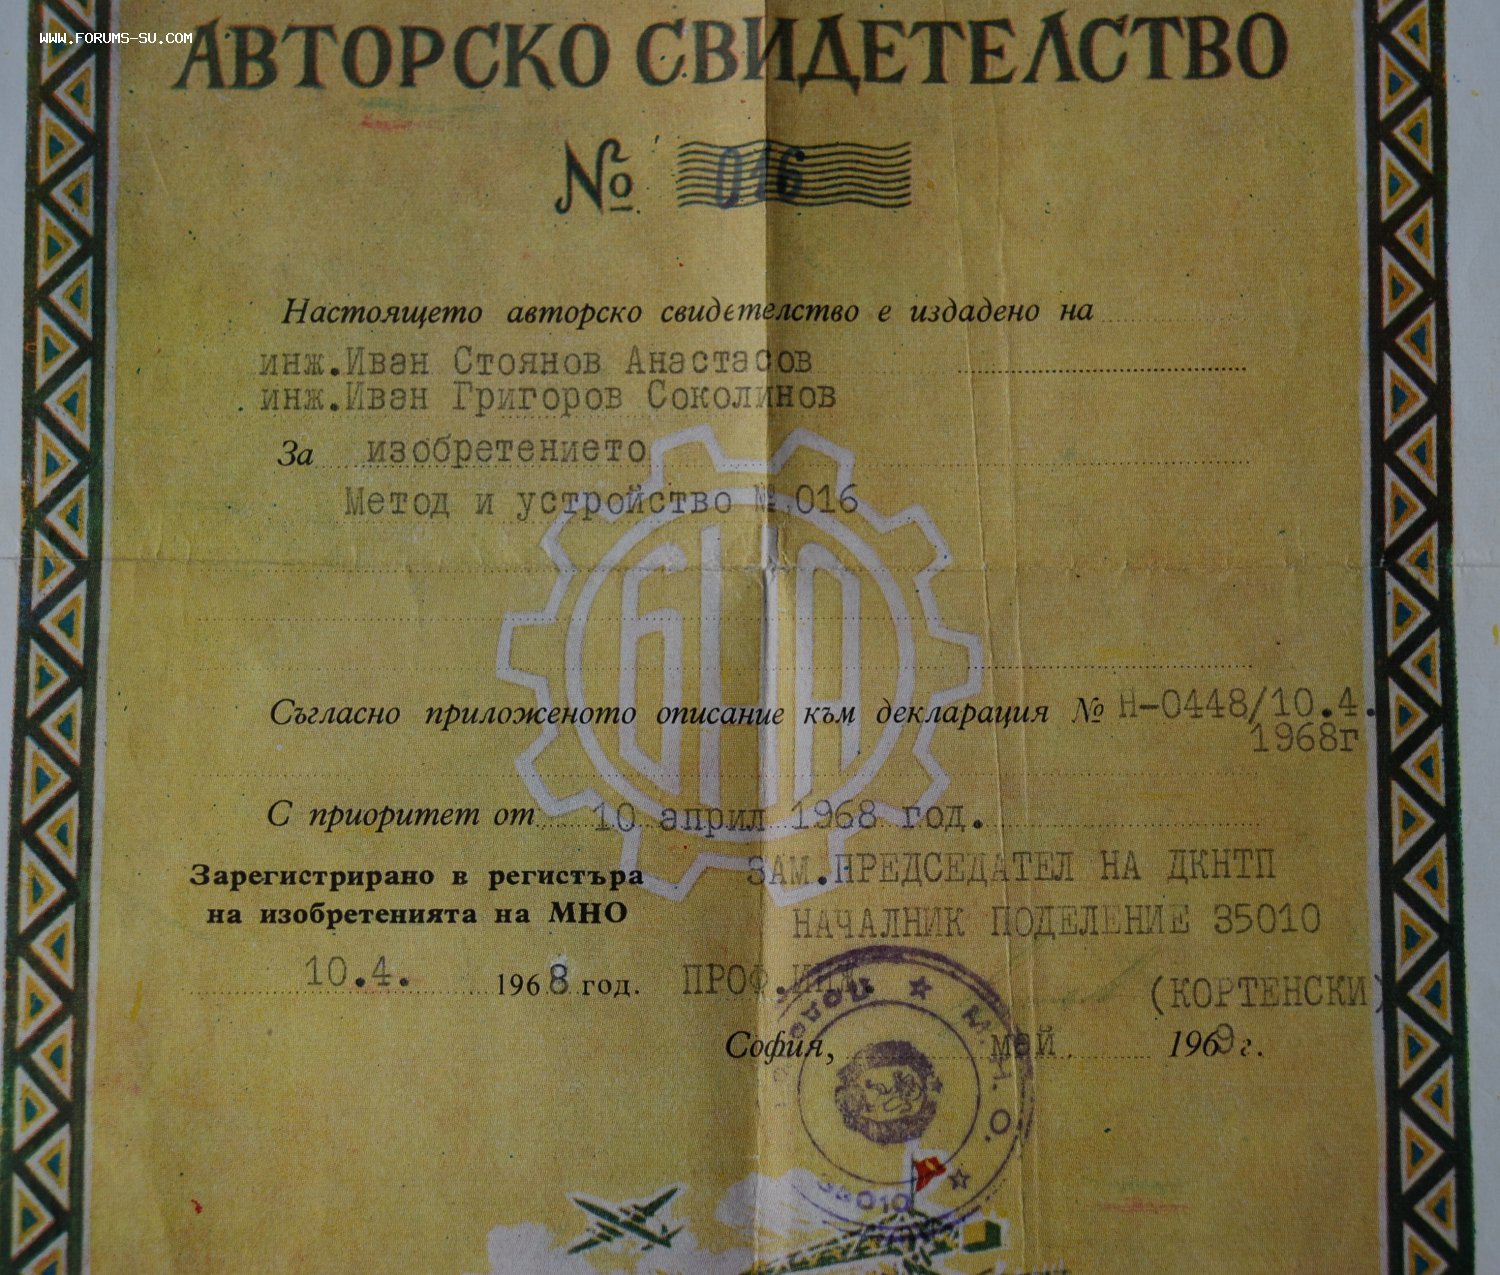 WWW.FORUMS-SU.COM
АВТОРСКО СВИДЕТЕЛСТВО
№ 016
Настоящето авторско свидетелство е издадено на
инж.Иван Стоянов Анастасов
инж.Иван Григоров Соколинов
За изобретението
Метод и устройство № 016
Съгласно приложеното описание към декларация № Н-0448/10.4.
1968г
С приоритет от 10 април 1968 год.
Зарегистрирано в регистъра
на изобретенията на МНО
10.4. 1968 год.
ЗАМ.ПРЕДСЕДАТЕЛ НА ДКНТП
НАЧАЛНИК ПОДЕЛЕНИЕ 35010
ПРОФ. (КОРТЕНСКИ)
София, май 1969 г.
М.Н.О.
35010